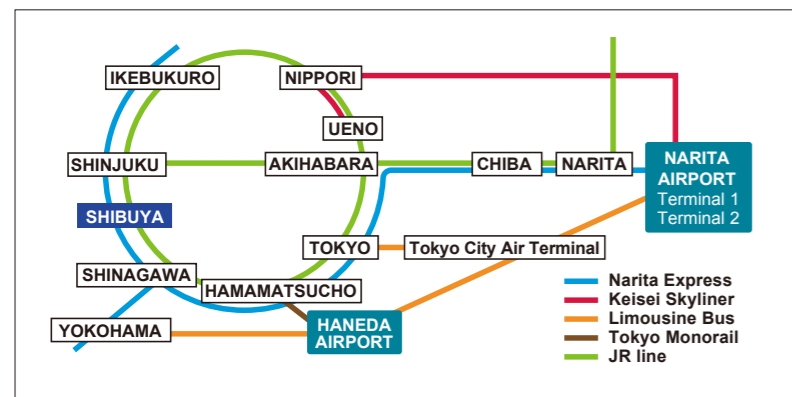 IKEBUKURO
NIPPORI
UENO
SHINJUKU
AKIHABARA
CHIBA
NARITA
NARITA
AIRPORT
Terminal 1
Terminal 2
SHIBUYA
TOKYO
Tokyo City Air Terminal
SHINAGAWA
HAMAMATSUCHO
YOKOHAMA
HANEDA
AIRPORT
Narita Express
Keisei Skyliner
Limousine Bus
Tokyo Monorail
JR line